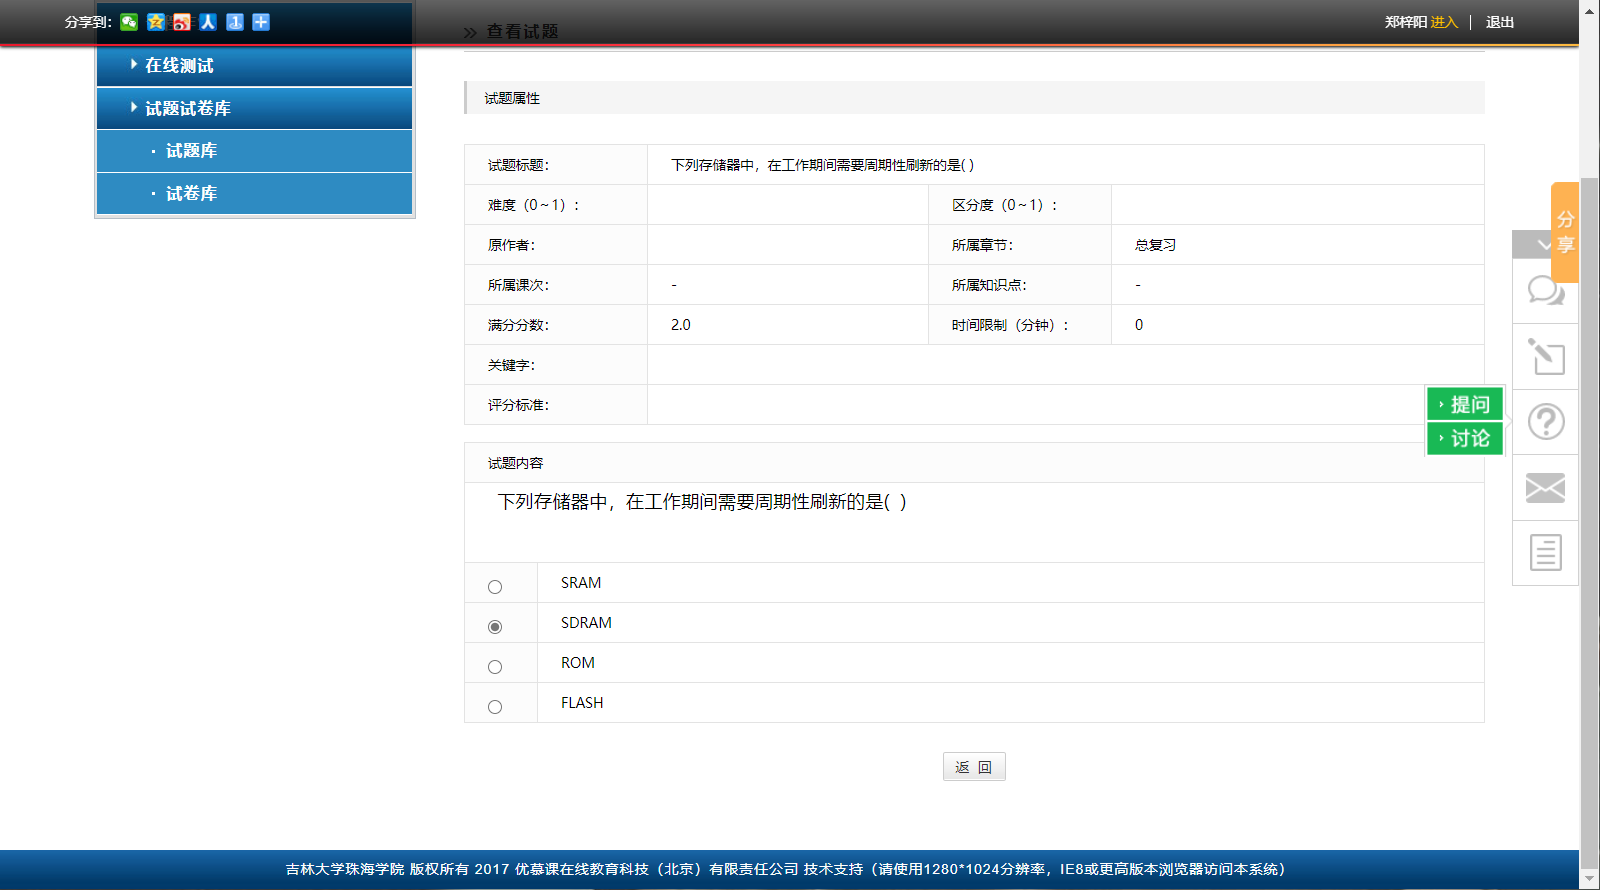 分享到:
郑梓阳 进入 | 退出
在线测试
试题试卷库
· 试题库
· 试卷库
» 查看试题
试题属性
试题标题: 下列存储器中，在工作期间需要周期性刷新的是( )
难度（0～1）: 区分度（0～1）:
原作者: 所属章节: 总复习
所属课次: - 所属知识点: -
满分分数: 2.0 时间限制（分钟）: 0
关键字:
评分标准:
试题内容
下列存储器中，在工作期间需要周期性刷新的是( )
SRAM
SDRAM
ROM
FLASH
返 回
分享
提问
讨论
吉林大学珠海学院 版权所有 2017 优慕课在线教育科技（北京）有限责任公司 技术支持（请使用1280*1024分辨率，IE8或更高版本浏览器访问本系统）